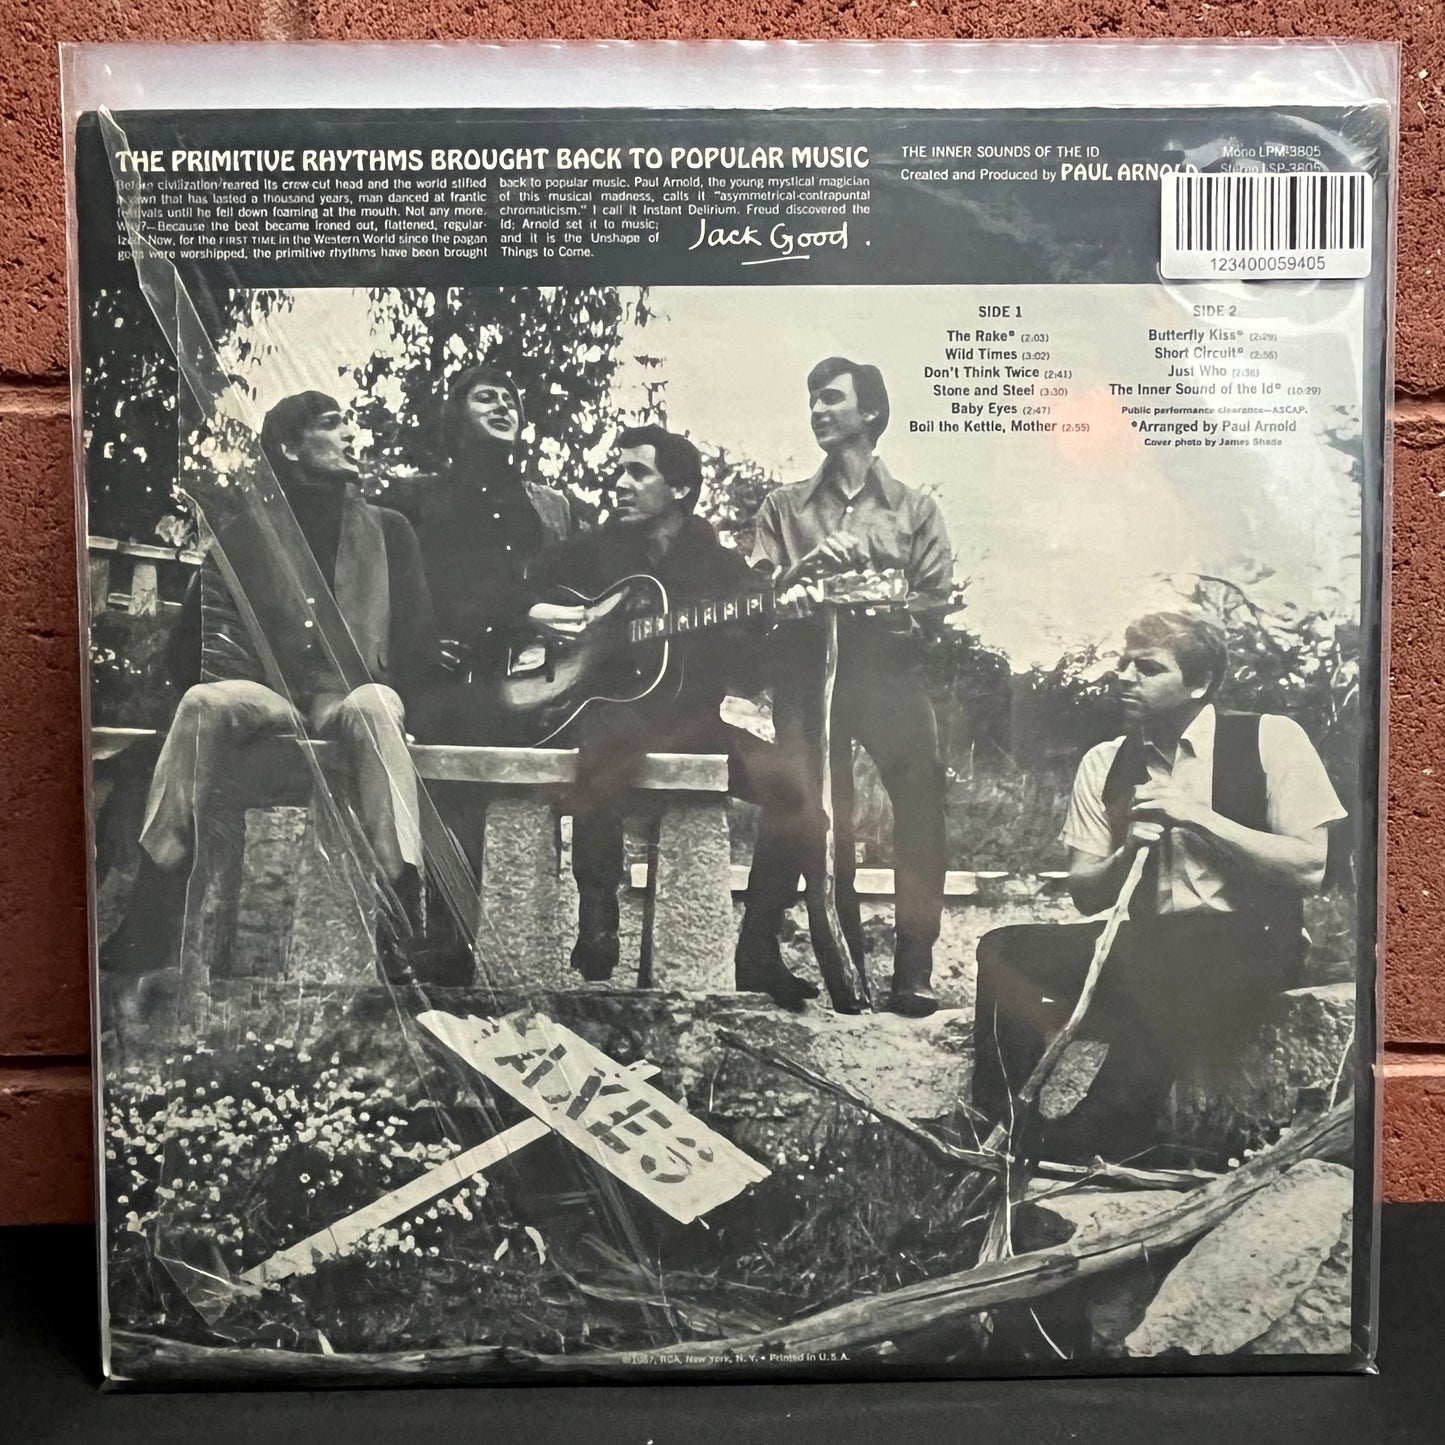 THE PRIMITIVE RHYTHMS BROUGHT BACK TO POPULAR MUSIC
Before civilization reared its crew-cut head and the world stifled
a yawn that has lasted a thousand years, man danced at frantic
festivals until he fell down foaming at the mouth. Not any more.
Why?—Because the beat became ironed out, flattened, regular-
ized. Now, for the FIRST TIME in the Western World since the pagan
gods were worshipped, the primitive rhythms have been brought
back to popular music. Paul Arnold, the young mystical magician
of this musical madness, calls it "asymmetrical-contrapuntal
chromaticism." I call it Instant Delirium. Freud discovered the
Id; Arnold set it to music;
and it is the Unshape of
Things to Come.
Jack Good.
THE INNER SOUNDS OF THE ID
Created and Produced by PAUL ARNOLD
Mono LPM-3805
Stereo LSP-3805
123400059405
SIDE 1
The Rake* (2:03)
Wild Times (3:02)
Don't Think Twice (2:41)
Stone and Steel (3:30)
Baby Eyes (2:47)
Boil the Kettle, Mother (2:55)
SIDE 2
Butterfly Kiss* (2:29)
Short Circuit* (2:56)
Just Who (2:36)
The Inner Sound of the Id* (10:29)
Public performance clearance—ASCAP.
*Arranged by Paul Arnold
Cover photo by James Shade
AXES
©1967, RCA, New York, N. Y. • Printed in U.S.A.